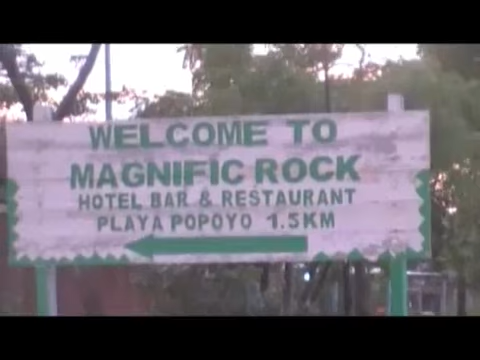 WELCOME TO
MAGNIFIC ROCK
HOTEL BAR & RESTAURANT
PLAYA POPOYO 1.5KM